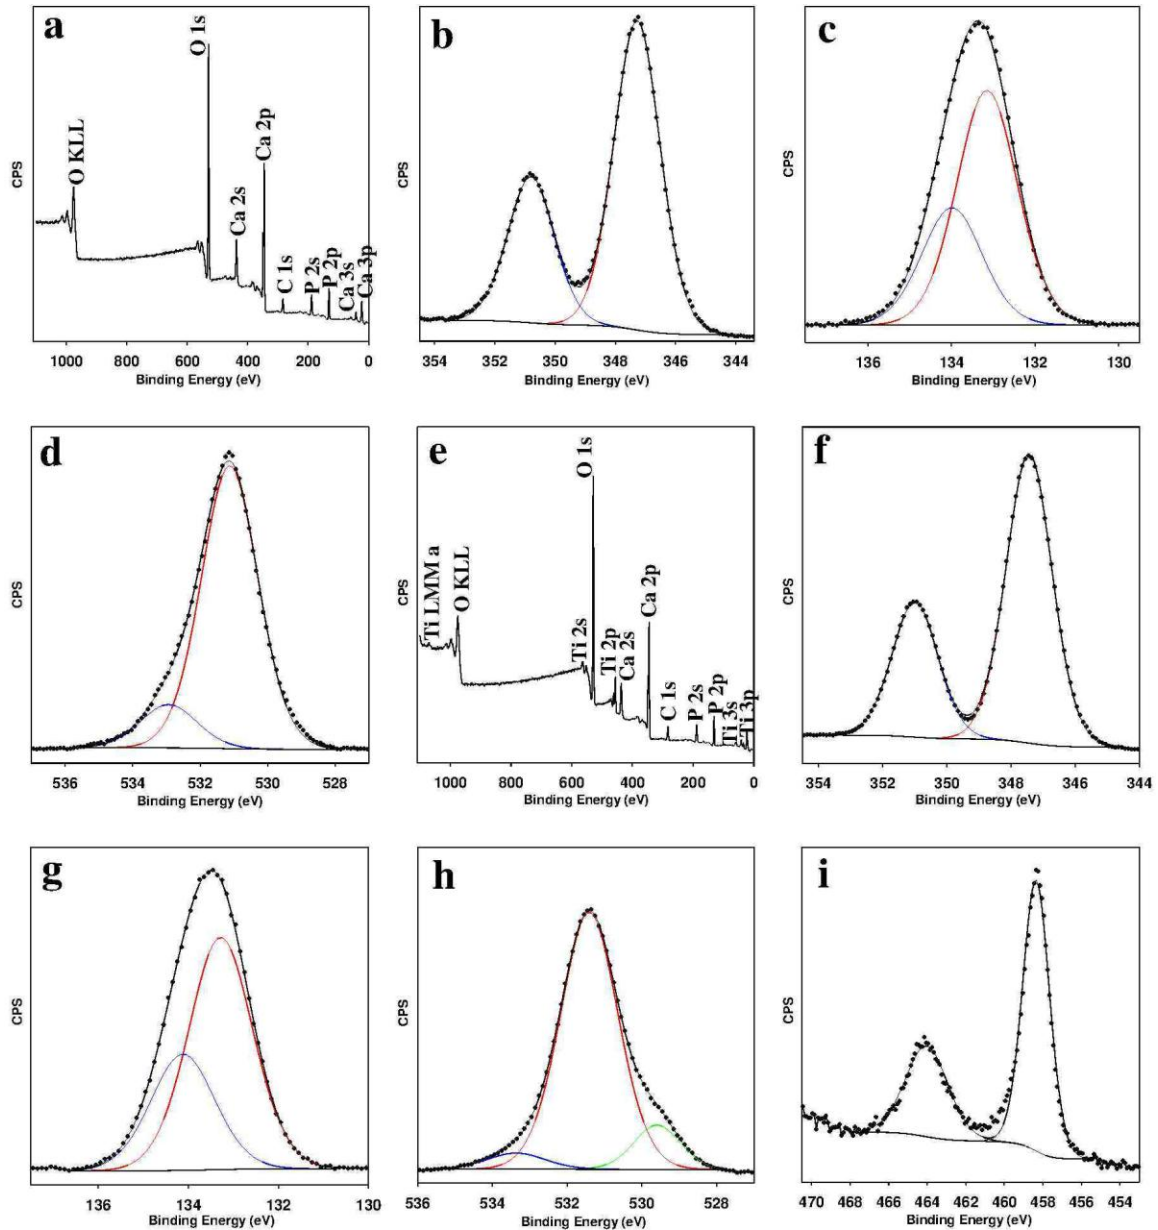 a
O KLL
O 1s
Ca 2s
Ca 2p
C 1s
P 2s
P 2p
Ca 3s
Ca 3p
CPS
1000 800 600 400 200 0
Binding Energy (eV)
b
CPS
354 352 350 348 346 344
Binding Energy (eV)
c
CPS
136 134 132 130
Binding Energy (eV)
d
CPS
536 534 532 530 528
Binding Energy (eV)
e
Ti LMM a
O KLL
Ti 2s
O 1s
Ti 2p
Ca 2s
Ca 2p
C 1s
P 2s
P 2p
Ti 3s
Ti 3p
CPS
1000 800 600 400 200 0
Binding Energy (eV)
f
CPS
354 352 350 348 346 344
Binding Energy (eV)
g
CPS
136 134 132 130
Binding Energy (eV)
h
CPS
536 534 532 530 528
Binding Energy (eV)
i
CPS
470 468 466 464 462 460 458 456 454
Binding Energy (eV)